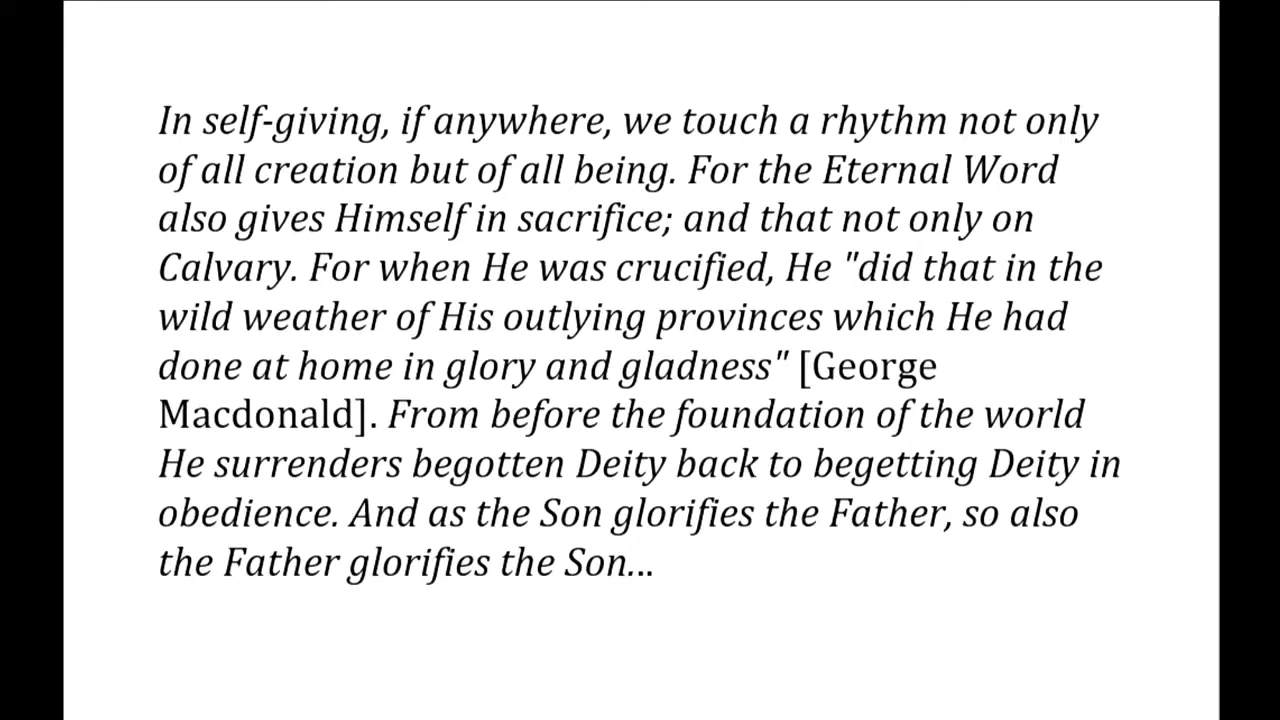 In self-giving, if anywhere, we touch a rhythm not only
of all creation but of all being. For the Eternal Word
also gives Himself in sacrifice; and that not only on
Calvary. For when He was crucified, He "did that in the
wild weather of His outlying provinces which He had
done at home in glory and gladness" [George
Macdonald]. From before the foundation of the world
He surrenders begotten Deity back to begetting Deity in
obedience. And as the Son glorifies the Father, so also
the Father glorifies the Son...